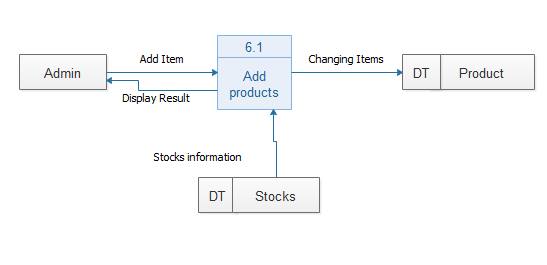 6.1
Add Item
Changing Items
Admin
Add
products
DT
Product
Display Result
Stocks information
DT
Stocks